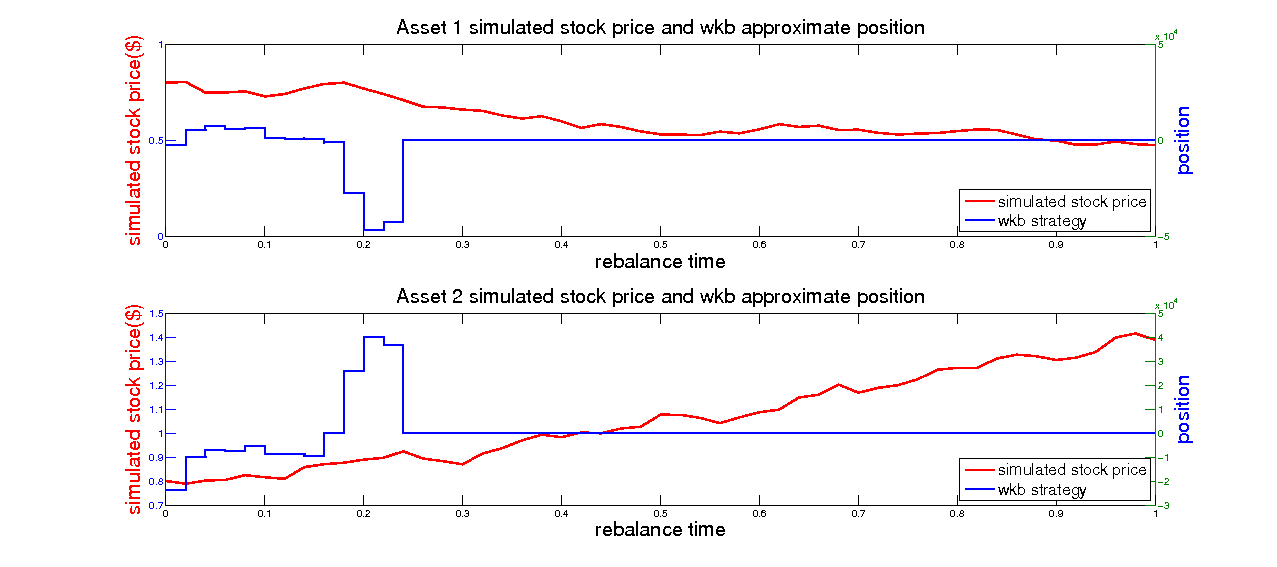 Asset 1 simulated stock price and wkb approximate position
x 10^4
simulated stock price($)
1
0.5
0
5
0
-5
position
simulated stock price
wkb strategy
0 0.1 0.2 0.3 0.4 0.5 0.6 0.7 0.8 0.9 1
rebalance time
Asset 2 simulated stock price and wkb approximate position
x 10^4
simulated stock price($)
1.5
1.4
1.3
1.2
1.1
1
0.9
0.8
0.7
5
4
3
2
1
0
-1
-2
-3
position
simulated stock price
wkb strategy
0 0.1 0.2 0.3 0.4 0.5 0.6 0.7 0.8 0.9 1
rebalance time